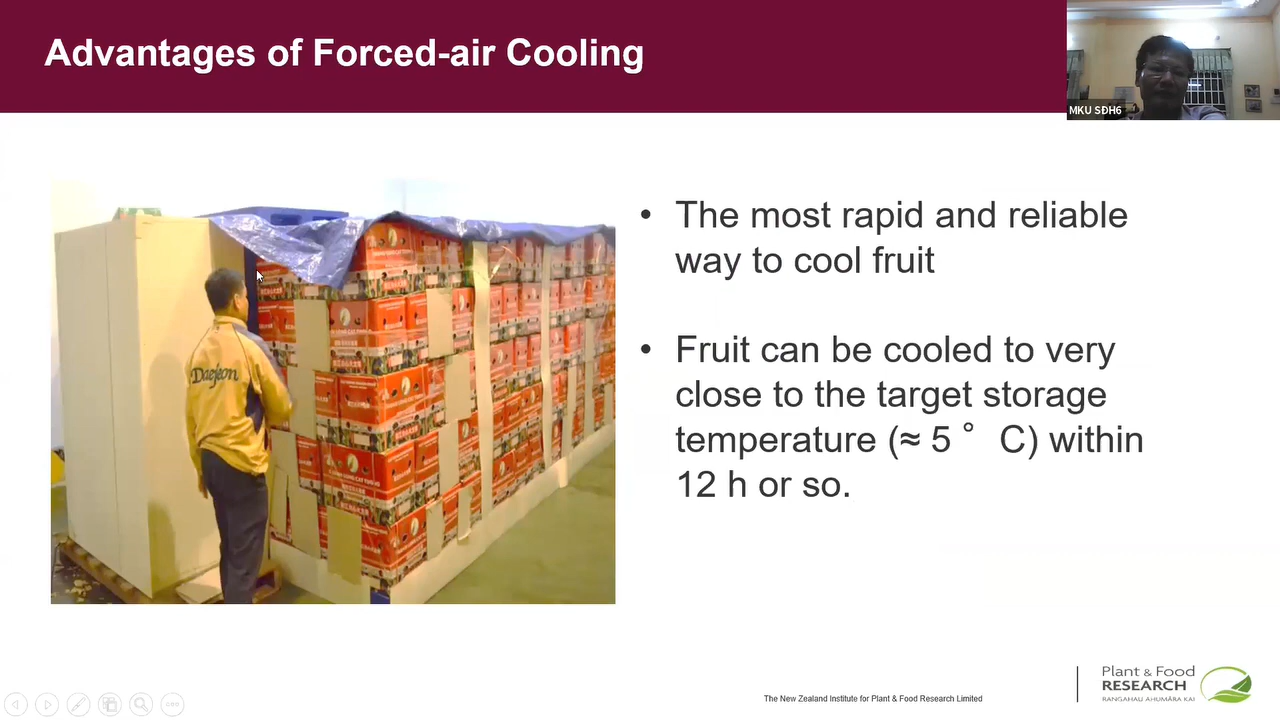 Advantages of Forced-air Cooling
MKU SĐH6
• The most rapid and reliable
way to cool fruit
• Fruit can be cooled to very
close to the target storage
temperature (≈ 5 ° C) within
12 h or so.
Daejeon
The New Zealand Institute for Plant & Food Research Limited
Plant & Food
RESEARCH
RANGAHAU AHUMĀRA KAI